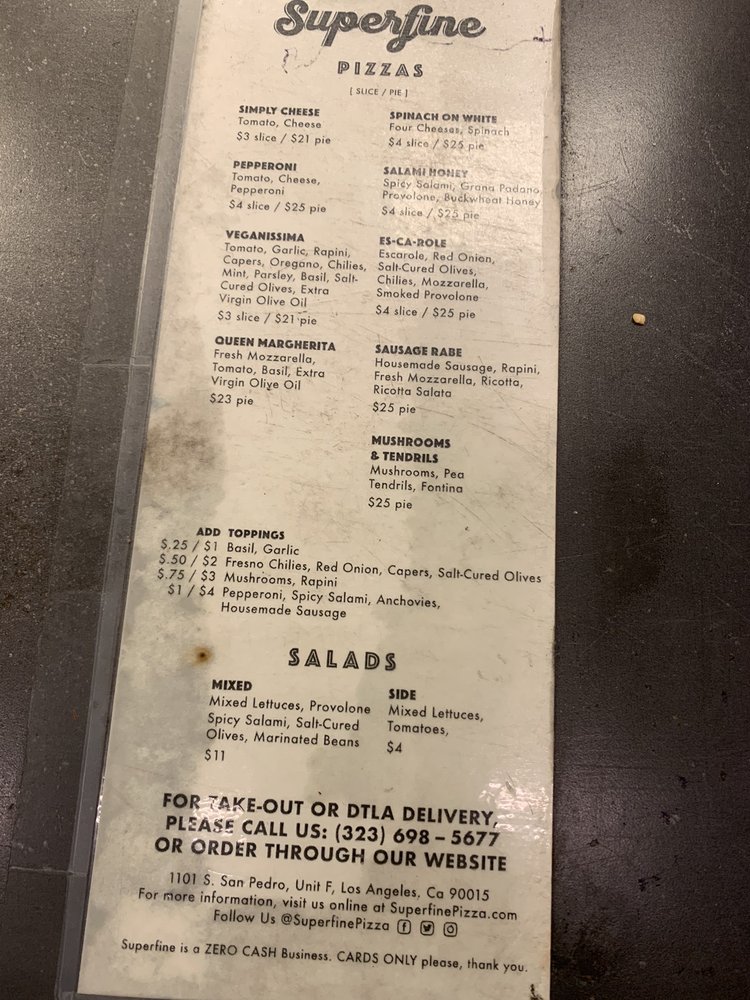 Superfine
PIZZAS
[ SLICE / PIE ]
SIMPLY CHEESE
Tomato, Cheese
$3 slice / $21 pie
PEPPERONI
Tomato, Cheese,
Pepperoni
$4 slice / $25 pie
VEGANISSIMA
Tomato, Garlic, Rapini,
Capers, Oregano, Chilies,
Mint, Parsley, Basil, Salt-
Cured Olives, Extra
Virgin Olive Oil
$3 slice / $21 pie
QUEEN MARGHERITA
Fresh Mozzarella,
Tomato, Basil, Extra
Virgin Olive Oil
$23 pie
SPINACH ON WHITE
Four Cheeses, Spinach
$4 slice / $25 pie
SALAMI HONEY
Spicy Salami, Grana Padano,
Provolone, Buckwheat Honey
$4 slice / $25 pie
ES-CA-ROLE
Escarole, Red Onion,
Salt-Cured Olives,
Chilies, Mozzarella,
Smoked Provolone
$4 slice / $25 pie
SAUSAGE RABE
Housemade Sausage, Rapini,
Fresh Mozzarella, Ricotta,
Ricotta Salata
$25 pie
MUSHROOMS
& TENDRILS
Mushrooms, Pea
Tendrils, Fontina
$25 pie
ADD TOPPINGS
$.25 / $1 Basil, Garlic
$.50 / $2 Fresno Chilies, Red Onion, Capers, Salt-Cured Olives
$.75 / $3 Mushrooms, Rapini
$1 / $4 Pepperoni, Spicy Salami, Anchovies,
Housemade Sausage
SALADS
MIXED
Mixed Lettuces, Provolone
Spicy Salami, Salt-Cured
Olives, Marinated Beans
$11
SIDE
Mixed Lettuces,
Tomatoes,
$4
FOR TAKE-OUT OR DTLA DELIVERY,
PLEASE CALL US: (323) 698 – 5677
OR ORDER THROUGH OUR WEBSITE
1101 S. San Pedro, Unit F, Los Angeles, Ca 90015
For more information, visit us online at SuperfinePizza.com
Follow Us @SuperfinePizza
Superfine is a ZERO CASH Business. CARDS ONLY please, thank you.